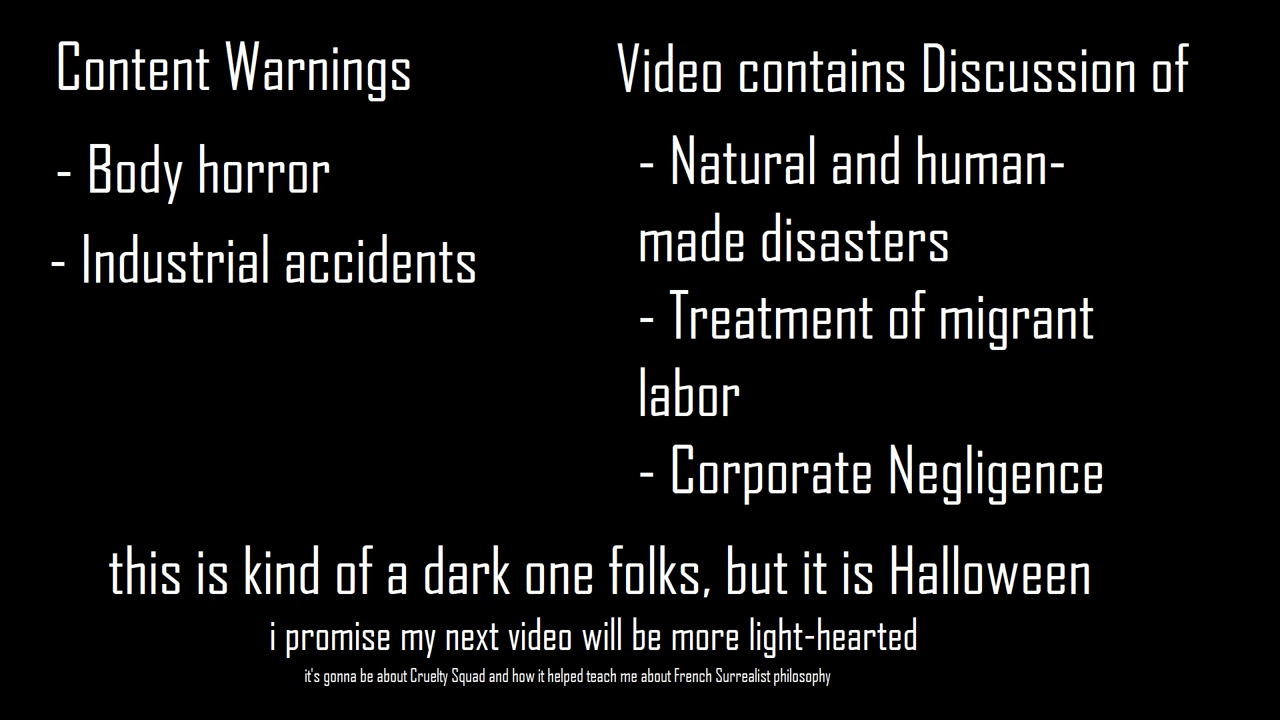 Content Warnings
- Body horror
- Industrial accidents
Video contains Discussion of
- Natural and human-
made disasters
- Treatment of migrant
labor
- Corporate Negligence
this is kind of a dark one folks, but it is Halloween
i promise my next video will be more light-hearted
it's gonna be about Cruelty Squad and how it helped teach me about French Surrealist philosophy